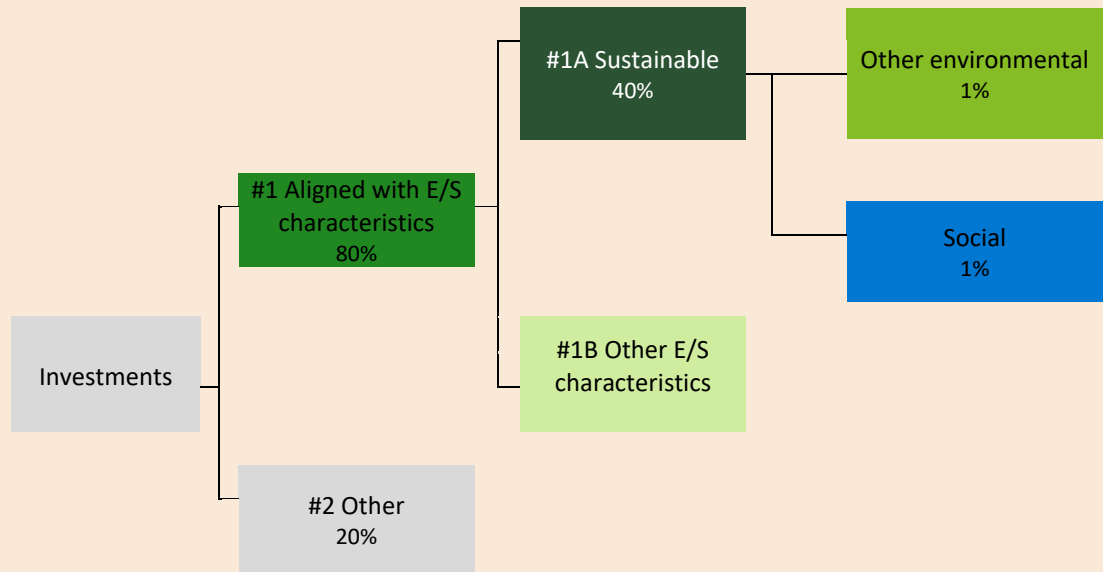 #1A Sustainable
40%
Other environmental
1%
#1 Aligned with E/S
characteristics
80%
Social
1%
Investments
#1B Other E/S
characteristics
#2 Other
20%